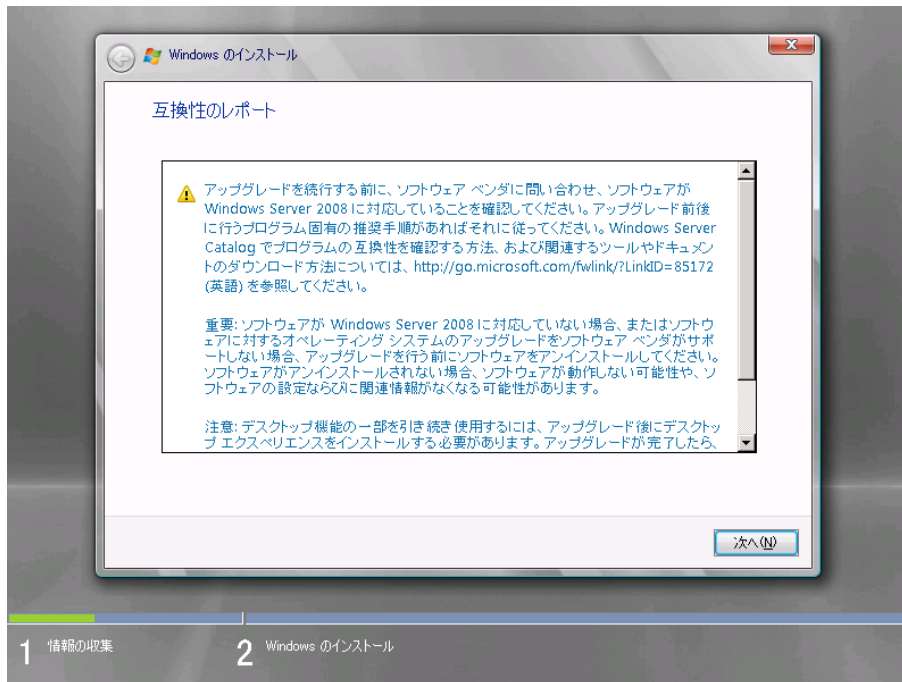 Windows のインストール
互換性のレポート
アップグレードを続行する前に、ソフトウェア ベンダに問い合わせ、ソフトウェアが
Windows Server 2008 に対応していることを確認してください。アップグレード前後
に行うプログラム固有の推奨手順があればそれに従ってください。Windows Server
Catalog でプログラムの互換性を確認する方法、および関連するツールやドキュメン
トのダウンロード方法については、http://go.microsoft.com/fwlink/?LinkID=85172
(英語) を参照してください。
重要: ソフトウェアが Windows Server 2008 に対応していない場合、またはソフトウ
ェアに対するオペレーティング システムのアップグレードをソフトウェア ベンダがサポ
ートしない場合、アップグレードを行う前にソフトウェアをアンインストールしてください。
ソフトウェアがアンインストールされない場合、ソフトウェアが動作しない可能性や、ソ
フトウェアの設定ならびに関連情報がなくなる可能性があります。
注意: デスクトップ機能の一部を引き続き使用するには、アップグレード後にデスクトッ
プ エクスペリエンスをインストールする必要があります。アップグレードが完了したら、
次へ(N)
1 情報の収集
2 Windows のインストール